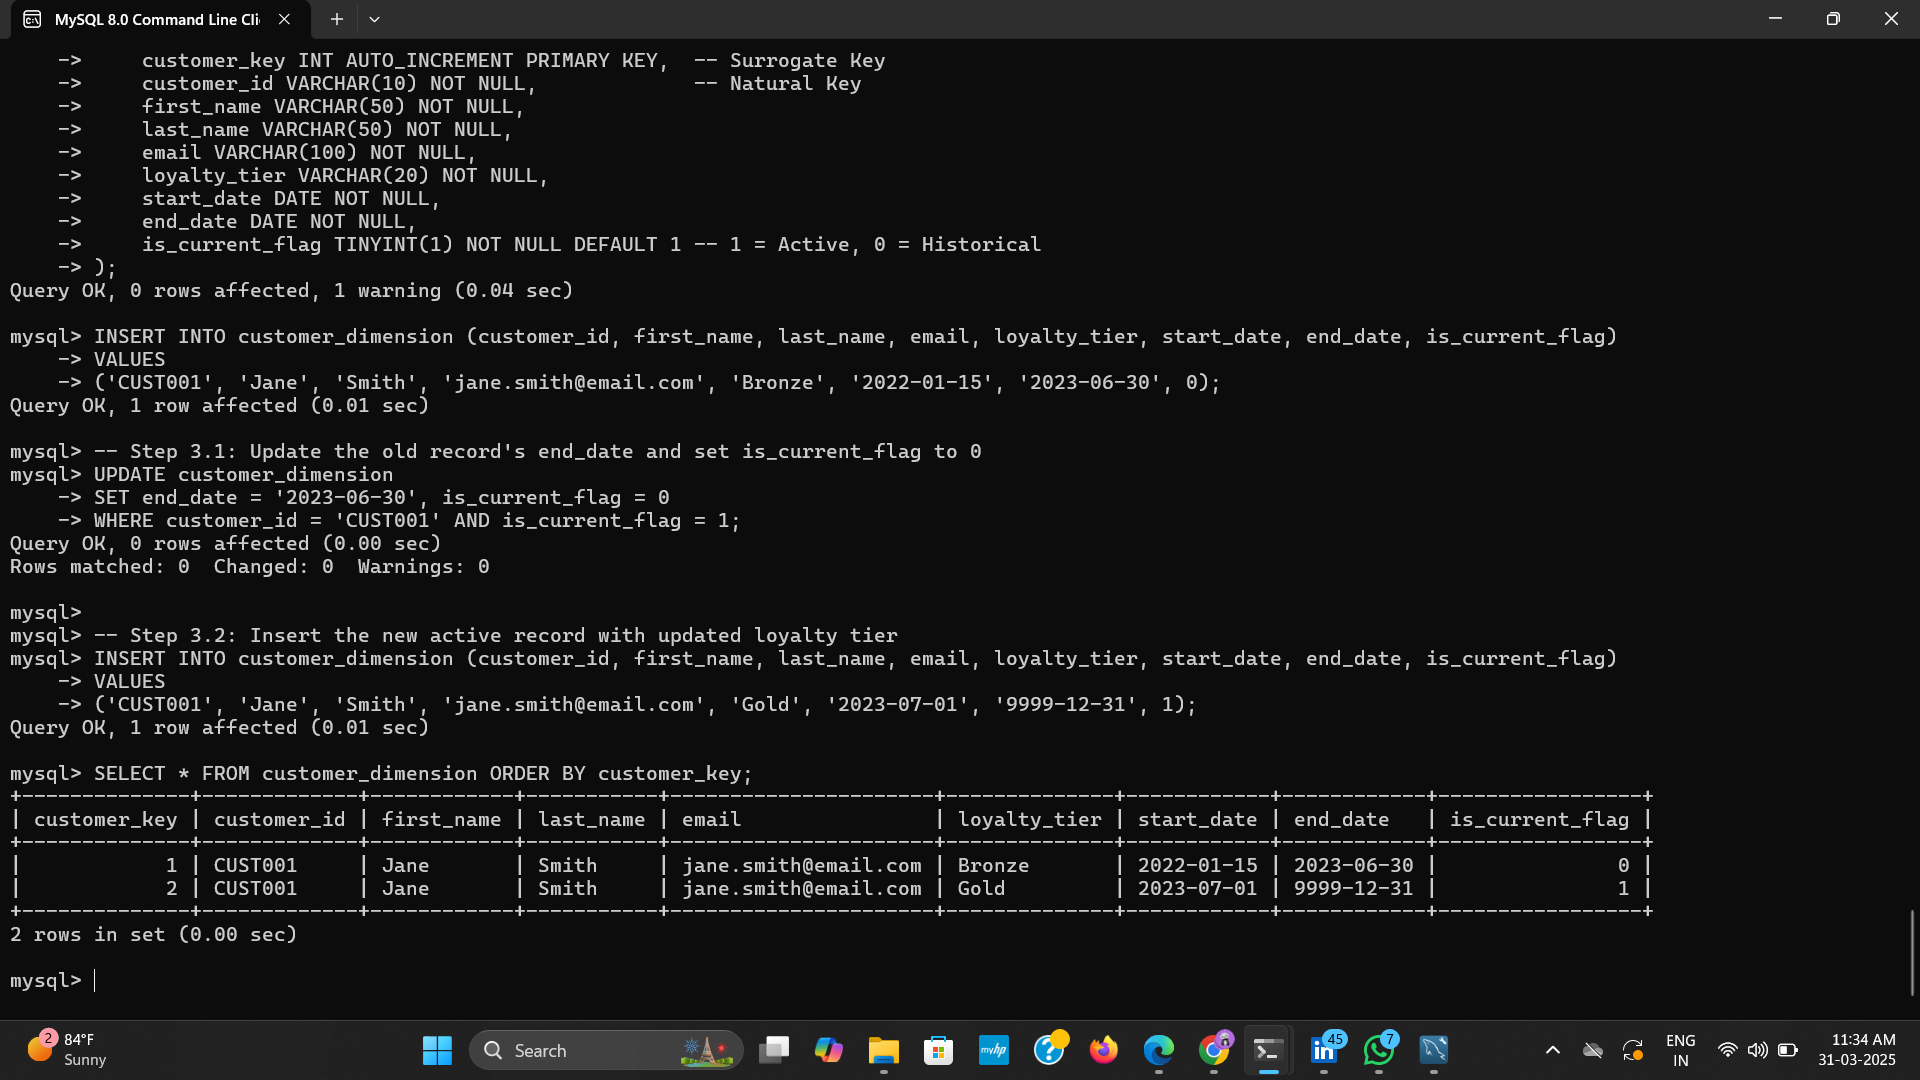 MySQL 8.0 Command Line Cli
    ->     customer_key INT AUTO_INCREMENT PRIMARY KEY,  -- Surrogate Key
    ->     customer_id VARCHAR(10) NOT NULL,             -- Natural Key
    ->     first_name VARCHAR(50) NOT NULL,
    ->     last_name VARCHAR(50) NOT NULL,
    ->     email VARCHAR(100) NOT NULL,
    ->     loyalty_tier VARCHAR(20) NOT NULL,
    ->     start_date DATE NOT NULL,
    ->     end_date DATE NOT NULL,
    ->     is_current_flag TINYINT(1) NOT NULL DEFAULT 1 -- 1 = Active, 0 = Historical
    -> );
Query OK, 0 rows affected, 1 warning (0.04 sec)
mysql> INSERT INTO customer_dimension (customer_id, first_name, last_name, email, loyalty_tier, start_date, end_date, is_current_flag)
    -> VALUES
    -> ('CUST001', 'Jane', 'Smith', 'jane.smith@email.com', 'Bronze', '2022-01-15', '2023-06-30', 0);
Query OK, 1 row affected (0.01 sec)
mysql> -- Step 3.1: Update the old record's end_date and set is_current_flag to 0
mysql> UPDATE customer_dimension
    -> SET end_date = '2023-06-30', is_current_flag = 0
    -> WHERE customer_id = 'CUST001' AND is_current_flag = 1;
Query OK, 0 rows affected (0.00 sec)
Rows matched: 0  Changed: 0  Warnings: 0
mysql>
mysql> -- Step 3.2: Insert the new active record with updated loyalty tier
mysql> INSERT INTO customer_dimension (customer_id, first_name, last_name, email, loyalty_tier, start_date, end_date, is_current_flag)
    -> VALUES
    -> ('CUST001', 'Jane', 'Smith', 'jane.smith@email.com', 'Gold', '2023-07-01', '9999-12-31', 1);
Query OK, 1 row affected (0.01 sec)
mysql> SELECT * FROM customer_dimension ORDER BY customer_key;
+--------------+-------------+------------+-----------+----------------------+--------------+------------+------------+-----------------+
| customer_key | customer_id | first_name | last_name | email                | loyalty_tier | start_date | end_date   | is_current_flag |
+--------------+-------------+------------+-----------+----------------------+--------------+------------+------------+-----------------+
|            1 | CUST001     | Jane       | Smith     | jane.smith@email.com | Bronze       | 2022-01-15 | 2023-06-30 |               0 |
|            2 | CUST001     | Jane       | Smith     | jane.smith@email.com | Gold         | 2023-07-01 | 9999-12-31 |               1 |
+--------------+-------------+------------+-----------+----------------------+--------------+------------+------------+-----------------+
2 rows in set (0.00 sec)
mysql>
2
84°F
Sunny
Search
myhp
45
7
ENG
IN
11:34 AM
31-03-2025